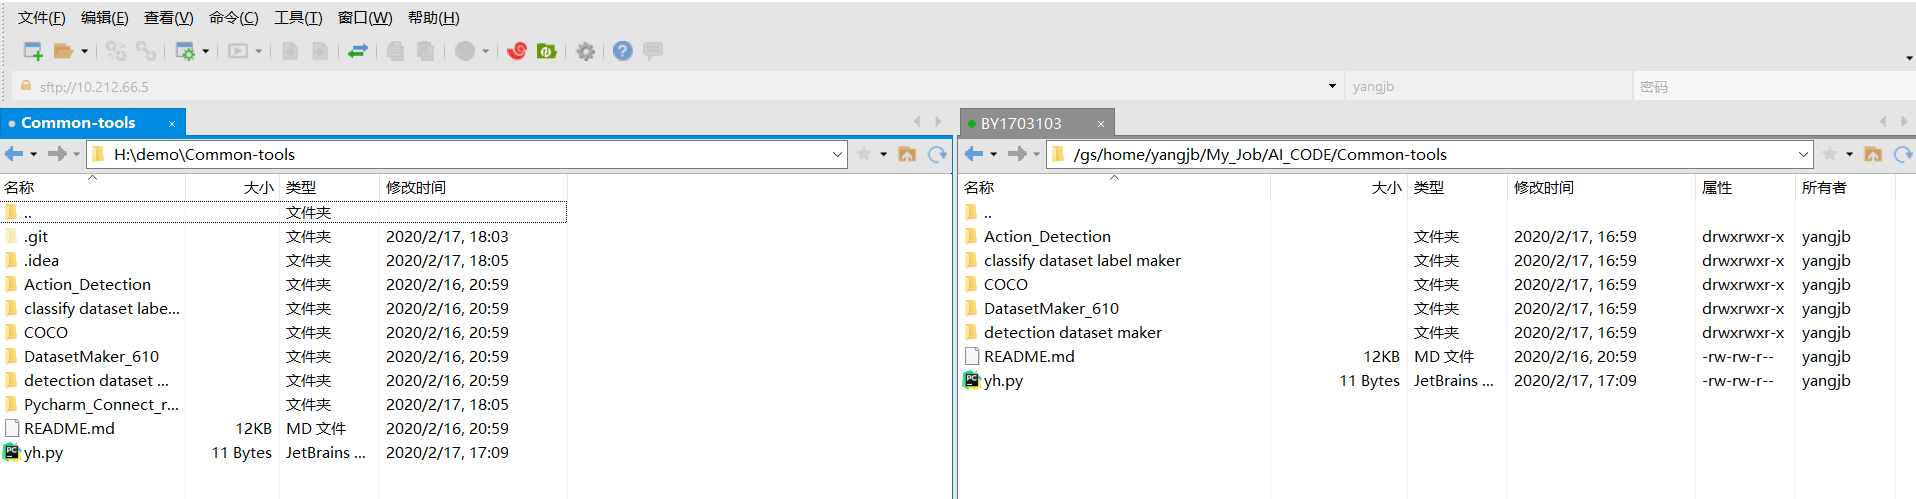 文件(F) 编辑(E) 查看(V) 命令(C) 工具(T) 窗口(W) 帮助(H)
sftp://10.212.66.5 yangjb 密码
Common-tools ×
H:\demo\Common-tools
名称 大小 类型 修改时间
.. 文件夹
.git 文件夹 2020/2/17, 18:03
.idea 文件夹 2020/2/17, 18:05
Action_Detection 文件夹 2020/2/16, 20:59
classify dataset labe... 文件夹 2020/2/16, 20:59
COCO 文件夹 2020/2/16, 20:59
DatasetMaker_610 文件夹 2020/2/16, 20:59
detection dataset ... 文件夹 2020/2/16, 20:59
Pycharm_Connect_r... 文件夹 2020/2/17, 18:05
README.md 12KB MD 文件 2020/2/16, 20:59
yh.py 11 Bytes JetBrains ... 2020/2/17, 17:09
BY1703103 ×
/gs/home/yangjb/My_Job/AI_CODE/Common-tools
名称 大小 类型 修改时间 属性 所有者
..
Action_Detection 文件夹 2020/2/17, 16:59 drwxrwxr-x yangjb
classify dataset label maker 文件夹 2020/2/17, 16:59 drwxrwxr-x yangjb
COCO 文件夹 2020/2/17, 16:59 drwxrwxr-x yangjb
DatasetMaker_610 文件夹 2020/2/17, 16:59 drwxrwxr-x yangjb
detection dataset maker 文件夹 2020/2/17, 16:59 drwxrwxr-x yangjb
README.md 12KB MD 文件 2020/2/16, 20:59 -rw-rw-r-- yangjb
yh.py 11 Bytes JetBrains ... 2020/2/17, 17:09 -rw-rw-r-- yangjb